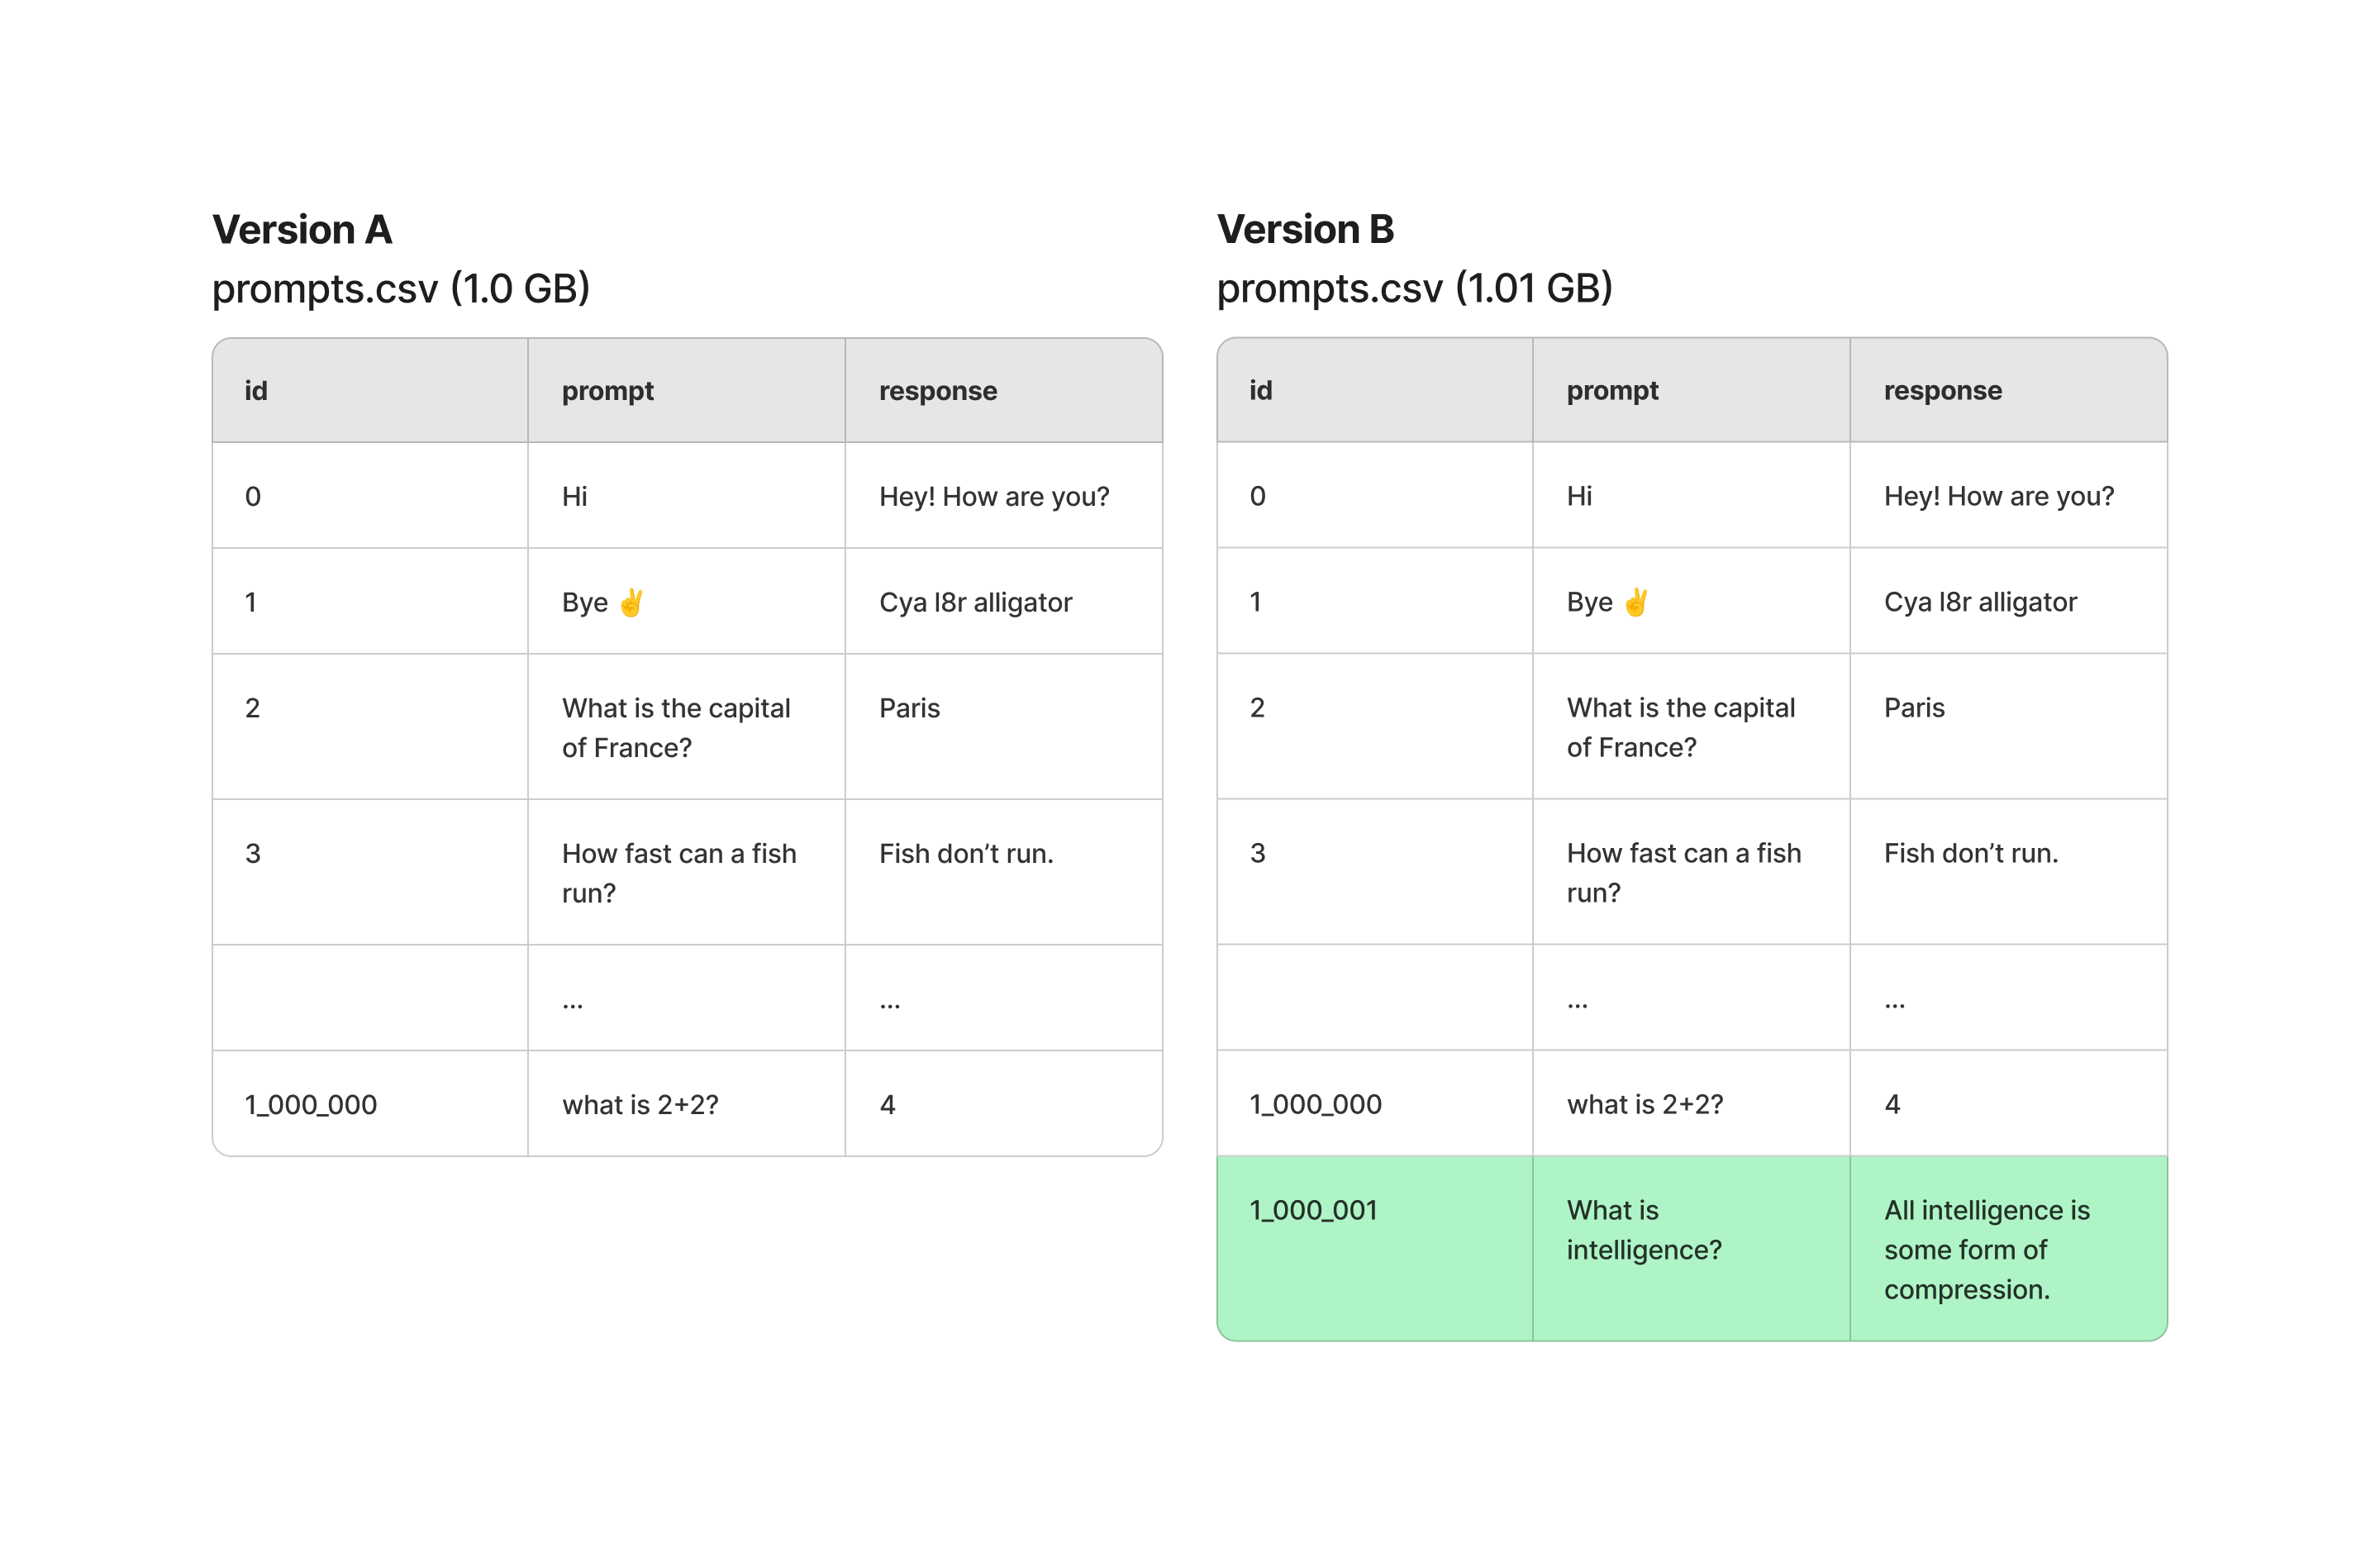 Version A
prompts.csv (1.0 GB)
id prompt response
0 Hi Hey! How are you?
1 Bye ✌️ Cya l8r alligator
2 What is the capital Paris
of France?
3 How fast can a fish Fish don’t run.
run?
... ...
1_000_000 what is 2+2? 4
Version B
prompts.csv (1.01 GB)
id prompt response
0 Hi Hey! How are you?
1 Bye ✌️ Cya l8r alligator
2 What is the capital Paris
of France?
3 How fast can a fish Fish don’t run.
run?
... ...
1_000_000 what is 2+2? 4
1_000_001 What is All intelligence is
intelligence? some form of
compression.